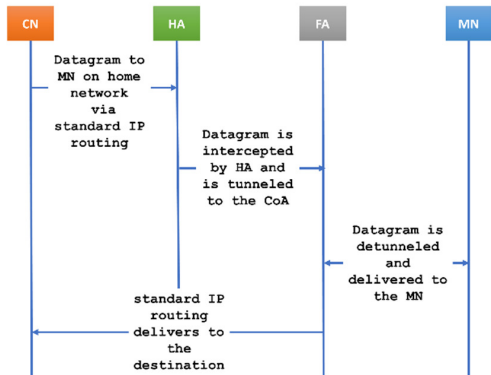 CN
HA
FA
MN
Datagram to
MN on home
network
via
standard IP
routing
Datagram is
intercepted
by HA and
is tunneled
to the CoA
Datagram is
detunneled
and
delivered to
the MN
standard IP
routing
delivers to
the
destination